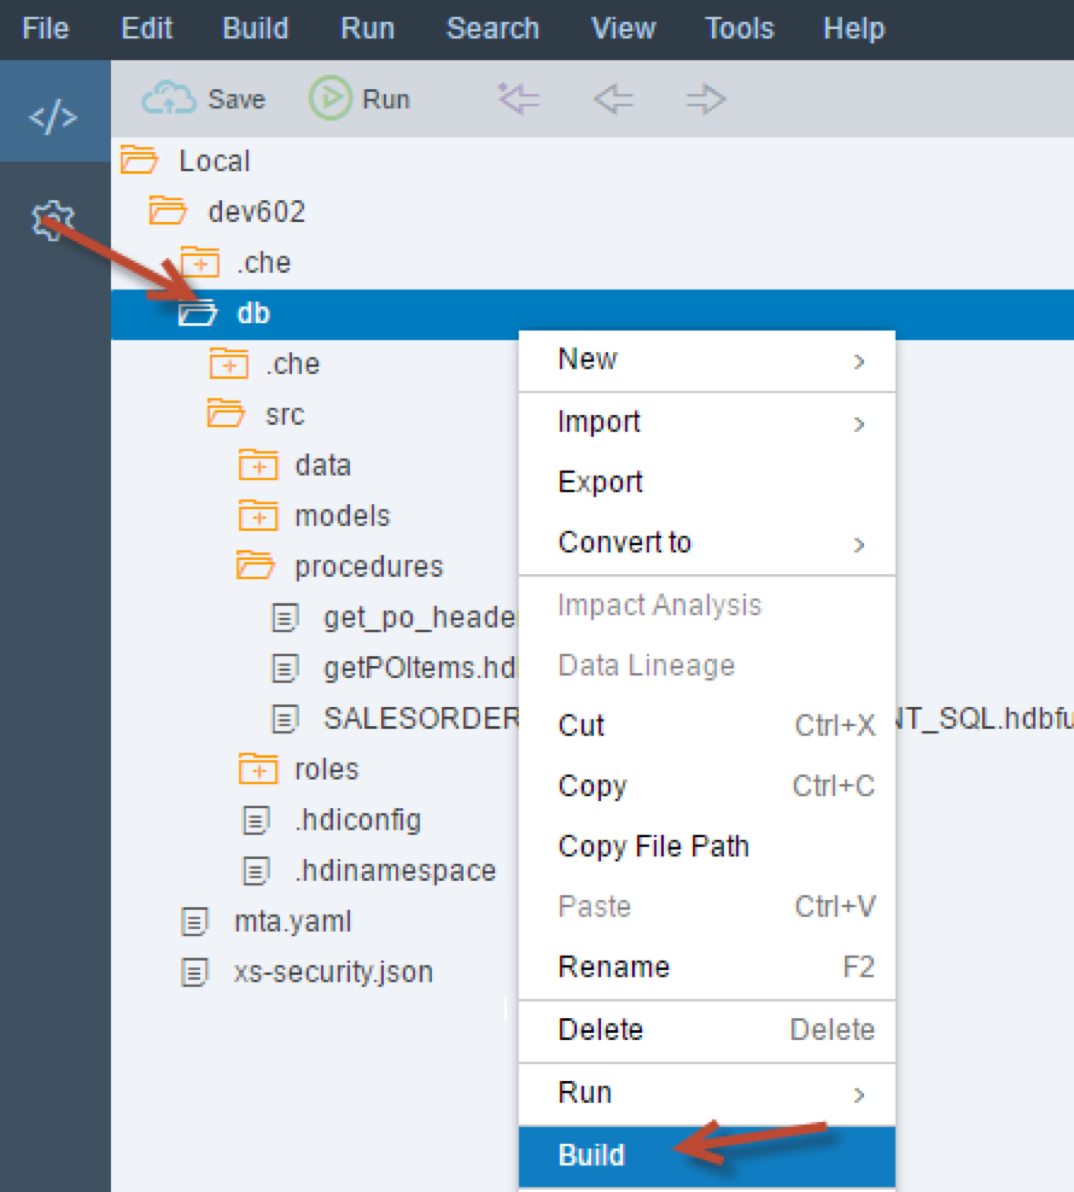 File Edit Build Run Search View Tools Help
Save Run
Local
dev602
.che
db
.che
src
data
models
procedures
get_po_heade
getPOItems.hd
SALESORDER NT_SQL.hdbfu
roles
.hdiconfig
.hdinamespace
mta.yaml
xs-security.json
New
Import
Export
Convert to
Impact Analysis
Data Lineage
Cut Ctrl+X
Copy Ctrl+C
Copy File Path
Paste Ctrl+V
Rename F2
Delete Delete
Run
Build